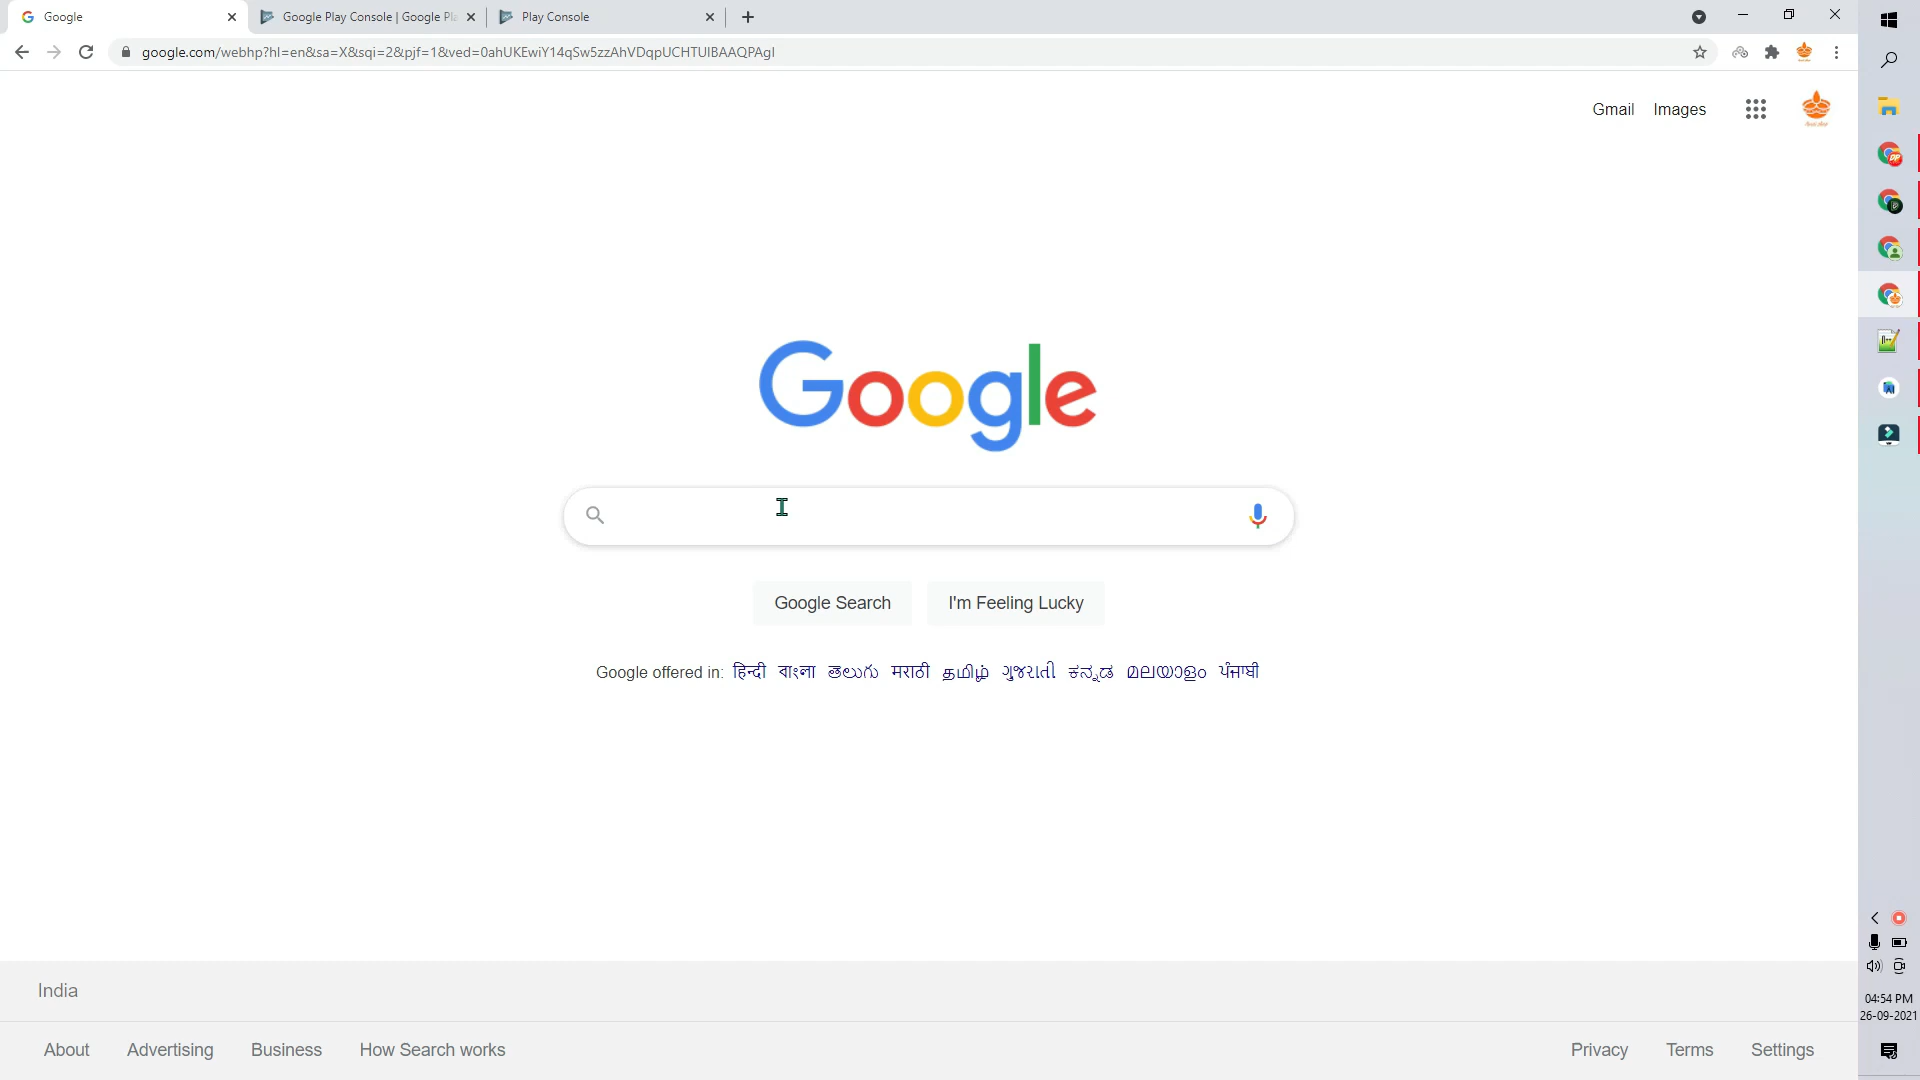 Google
Google Play Console | Google Pl
Play Console
google.com/webhp?hl=en&sa=X&sqi=2&pjf=1&ved=0ahUKEwiY14qSw5zzAhVDqpUCHTUIBAAQPAgI
Gmail Images
Google
Google Search
I'm Feeling Lucky
Google offered in: हिन्दी বাংলা తెలుగు मराठी தமிழ் ગુજરાતી ಕನ್ನಡ മലയാളം ਪੰਜਾਬੀ
India
About Advertising Business How Search works
Privacy Terms Settings
04:54 PM
26-09-2021